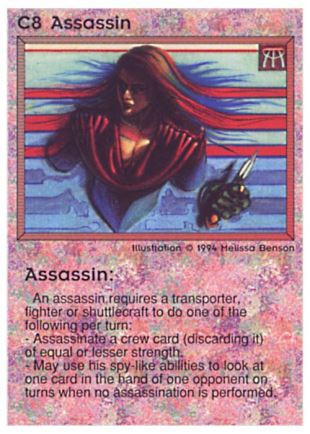 C8 Assassin
Illustration © 1994 Melissa Benson
Assassin:
An assassin requires a transporter,
fighter or shuttlecraft to do one of the
following per turn:
- Assassinate a crew card (discarding it)
of equal or lesser strength.
- May use his spy-like abilities to look at
one card in the hand of one opponent on
turns when no assassination is performed.